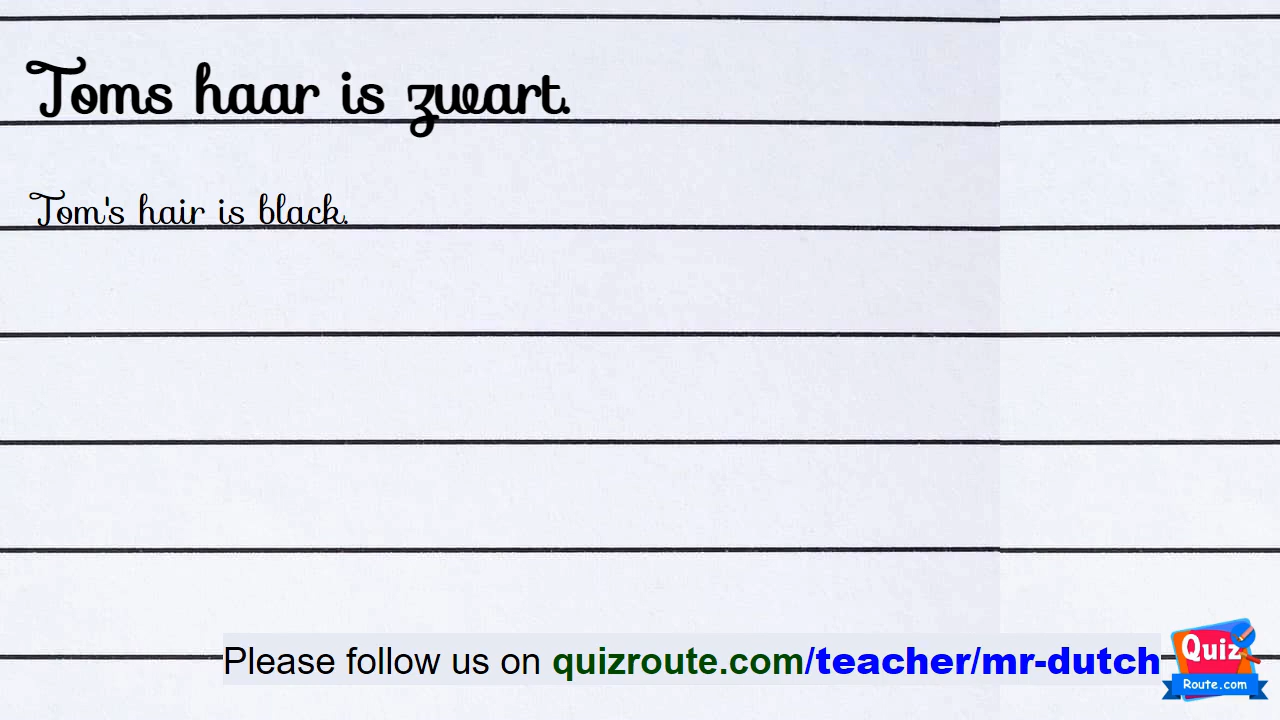 Toms haar is zwart.
Tom's hair is black.
Please follow us on quizroute.com/teacher/mr-dutch
Quiz
Route.com